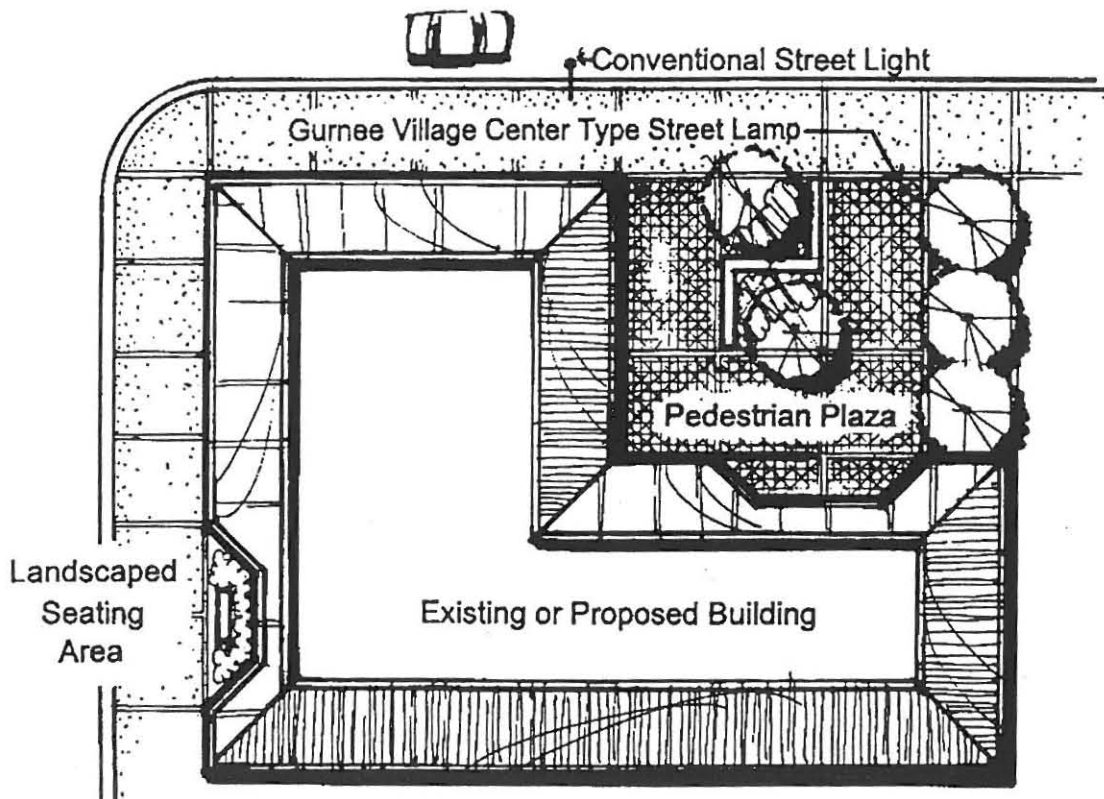 Conventional Street Light
Gurnee Village Center Type Street Lamp
Pedestrian Plaza
Landscaped
Seating
Area
Existing or Proposed Building